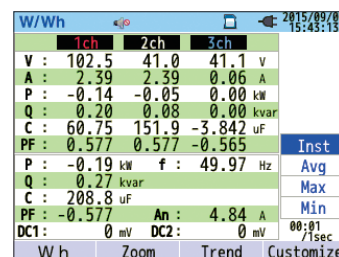 W/Wh 2015/09/0
15:43:13
1ch 2ch 3ch
V : 102.5 41.0 41.1 V
A : 2.39 2.39 0.06 A
P : -0.14 -0.05 0.00 kW
Q : 0.20 0.08 0.00 kvar
C : 60.75 151.9 -3.842 uF
PF : 0.577 0.577 -0.565
Inst
P : -0.19 kW f : 49.97 Hz
Avg
Q : 0.27 kvar
Max
C : 208.8 uF
Min
PF : -0.577 An : 4.84 A
00:01
DC1: 0 mV DC2: 0 mV
/1sec
W h Zoom Trend Customize